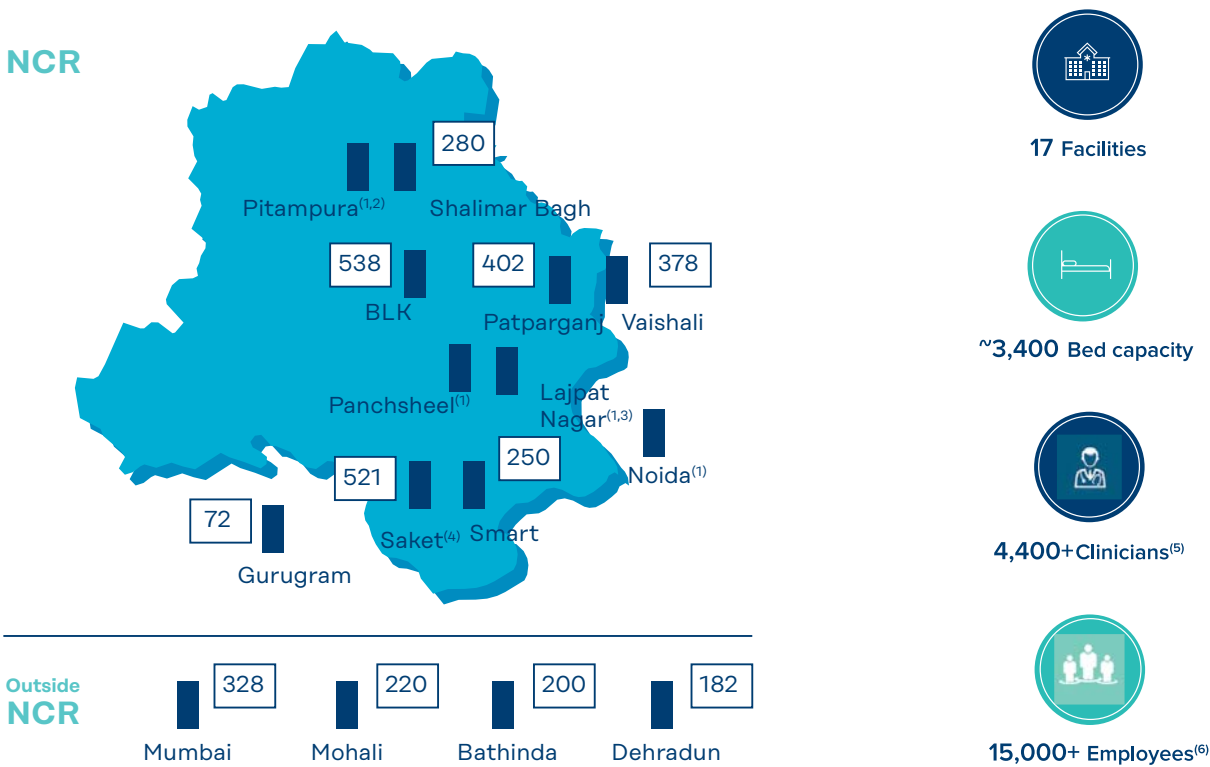 NCR
280
Pitampura(1,2)
Shalimar Bagh
538
402
378
BLK
Patparganj
Vaishali
Panchsheel(1)
Lajpat
Nagar(1,3)
Noida(1)
521
250
72
Saket(4)
Smart
Gurugram
Outside
NCR
328
220
200
182
Mumbai
Mohali
Bathinda
Dehradun
17 Facilities
~3,400 Bed capacity
4,400+Clinicians(5)
15,000+ Employees(6)